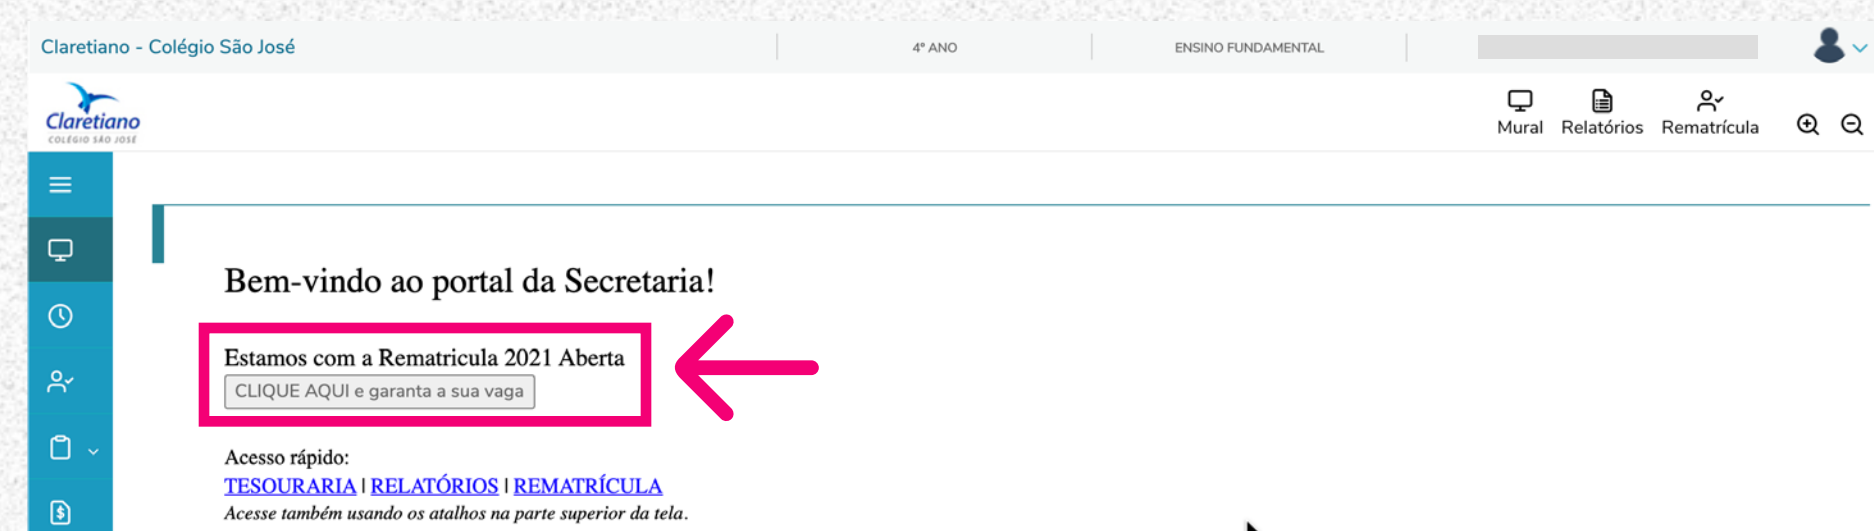 Claretiano - Colégio São José
4º ANO
ENSINO FUNDAMENTAL
Claretiano
COLÉGIO SÃO JOSÉ
Mural
Relatórios
Rematrícula
Bem-vindo ao portal da Secretaria!
Estamos com a Rematricula 2021 Aberta
CLIQUE AQUI e garanta a sua vaga
Acesso rápido:
TESOURARIA | RELATÓRIOS | REMATRÍCULA
Acesse também usando os atalhos na parte superior da tela.